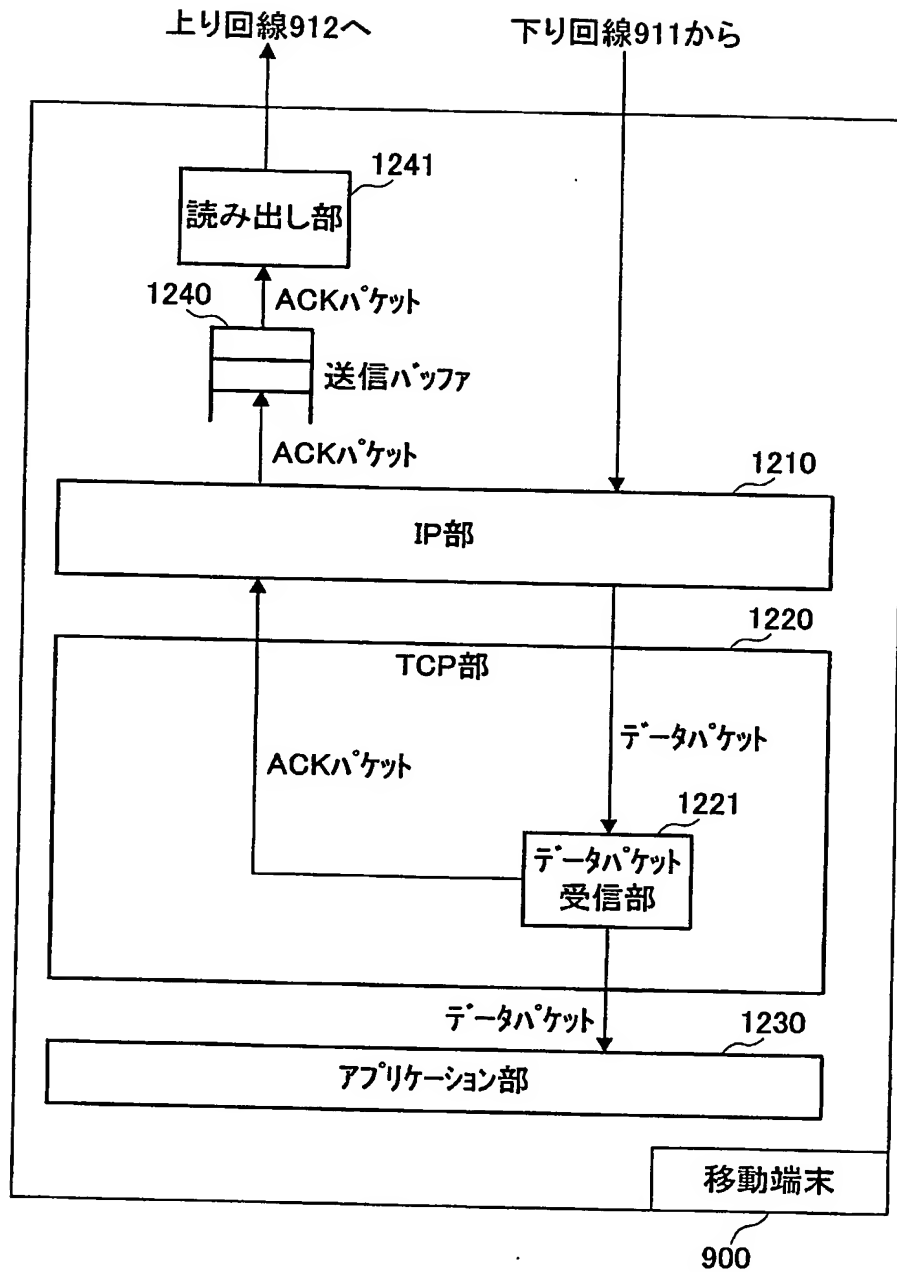 上り回線912へ
下り回線911から
1241
読み出し部
1240
ACKパケット
送信バッファ
ACKパケット
1210
IP部
1220
TCP部
データパケット
ACKパケット
1221
データパケット
受信部
データパケット
1230
アプリケーション部
移動端末
900